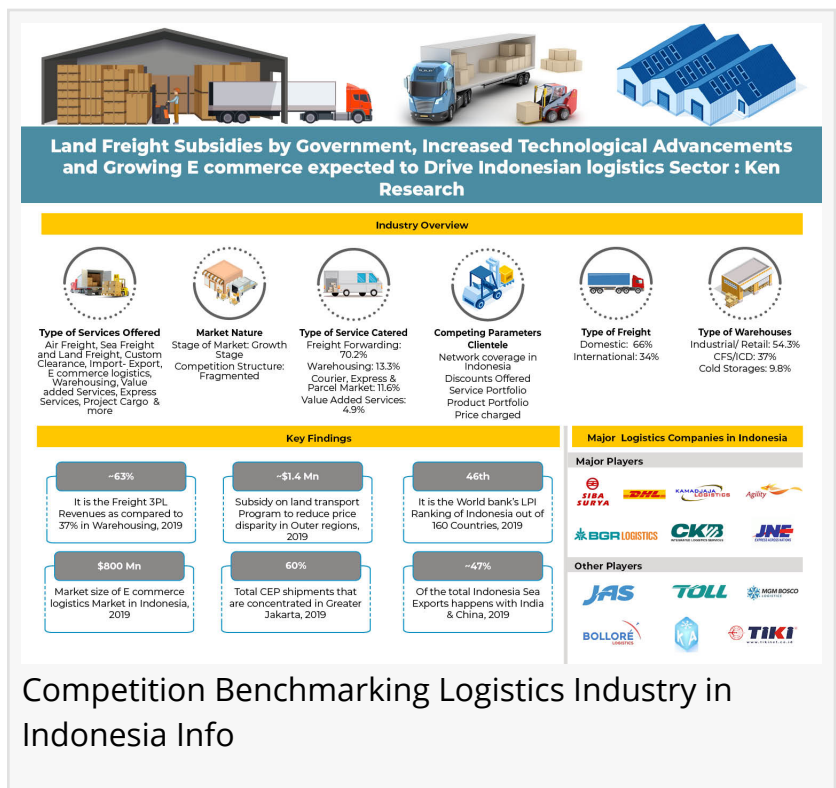 Land Freight Subsidies by Government, Increased Technological Advancements
and Growing E commerce expected to Drive Indonesian logistics Sector : Ken
Research
Industry Overview
Type of Services Offered
Air Freight, Sea Freight
and Land Freight, Custom
Clearance, Import- Export,
E commerce logistics,
Warehousing, Value
added Services, Express
Services, Project Cargo &
more
Market Nature
Stage of Market: Growth
Stage
Competition Structure:
Fragmented
Type of Service Catered
Freight Forwarding:
70.2%
Warehousing: 13.3%
Courier, Express &
Parcel Market: 11.6%
Value Added Services:
4.9%
Competing Parameters
Clientele
Network coverage in
Indonesia
Discounts Offered
Service Portfolio
Product Portfolio
Price charged
Type of Freight
Domestic: 66%
International: 34%
Type of Warehouses
Industrial/ Retail: 54.3%
CFS/ICD: 37%
Cold Storages: 9.8%
Key Findings
~63%
It is the Freight 3PL
Revenues as compared to
37% in Warehousing, 2019
~$1.4 Mn
Subsidy on land transport
Program to reduce price
disparity in Outer regions,
2019
46th
It is the World bank's LPI
Ranking of Indonesia out of
160 Countries, 2019
$800 Mn
Market size of E commerce
logistics Market in Indonesia,
2019
60%
Total CEP shipments that
are concentrated in Greater
Jakarta, 2019
~47%
Of the total Indonesia Sea
Exports happens with India
& China, 2019
Major Logistics Companies in Indonesia
Major Players
SIBA
SURYA
DHL
KAMADJAJA
LOGISTICS
Agility
BGR LOGISTICS
CKB
JNE
EXPRESS ACROSS NATIONS
Other Players
JAS
TOLL
MGM BOSCO
LOGISTICS
BOLLORÉ
LOGISTICS
TIKI
www.tikinet.co.id
Competition Benchmarking Logistics Industry in
Indonesia Info